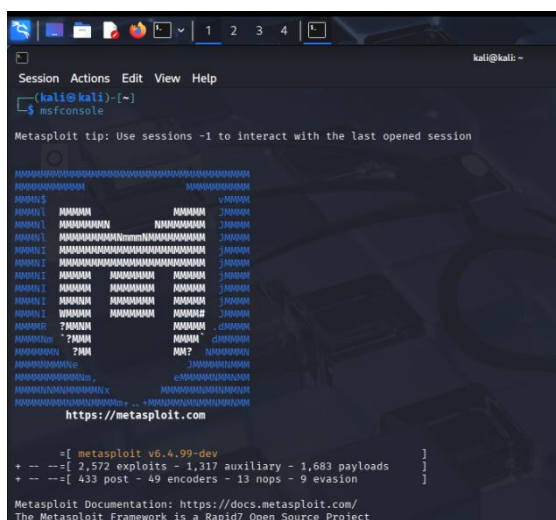 1 2 3 4
kali@kali: ~
Session Actions Edit View Help
(kali㉿kali)-[~]
$ msfconsole
Metasploit tip: Use sessions -1 to interact with the last opened session
https://metasploit.com
=[ metasploit v6.4.99-dev ]
+ -- --=[ 2,572 exploits - 1,317 auxiliary - 1,683 payloads ]
+ -- --=[ 433 post - 49 encoders - 13 nops - 9 evasion ]
Metasploit Documentation: https://docs.metasploit.com/
The Metasploit Framework is a Rapid7 Open Source Project